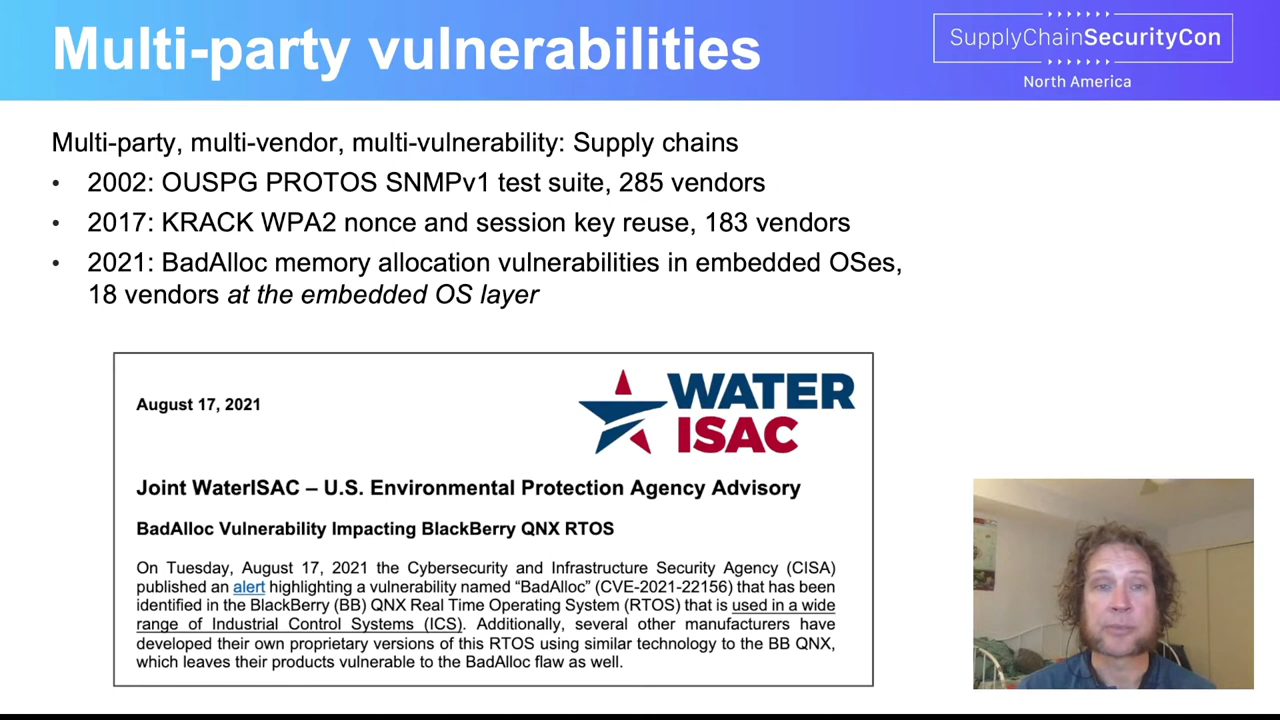 Multi-party vulnerabilities
SupplyChainSecurityCon
North America
Multi-party, multi-vendor, multi-vulnerability: Supply chains
• 2002: OUSPG PROTOS SNMPv1 test suite, 285 vendors
• 2017: KRACK WPA2 nonce and session key reuse, 183 vendors
• 2021: BadAlloc memory allocation vulnerabilities in embedded OSes,
18 vendors at the embedded OS layer
August 17, 2021
WATER
ISAC
Joint WaterISAC – U.S. Environmental Protection Agency Advisory
BadAlloc Vulnerability Impacting BlackBerry QNX RTOS
On Tuesday, August 17, 2021 the Cybersecurity and Infrastructure Security Agency (CISA)
published an alert highlighting a vulnerability named “BadAlloc” (CVE-2021-22156) that has been
identified in the BlackBerry (BB) QNX Real Time Operating System (RTOS) that is used in a wide
range of Industrial Control Systems (ICS). Additionally, several other manufacturers have
developed their own proprietary versions of this RTOS using similar technology to the BB QNX,
which leaves their products vulnerable to the BadAlloc flaw as well.